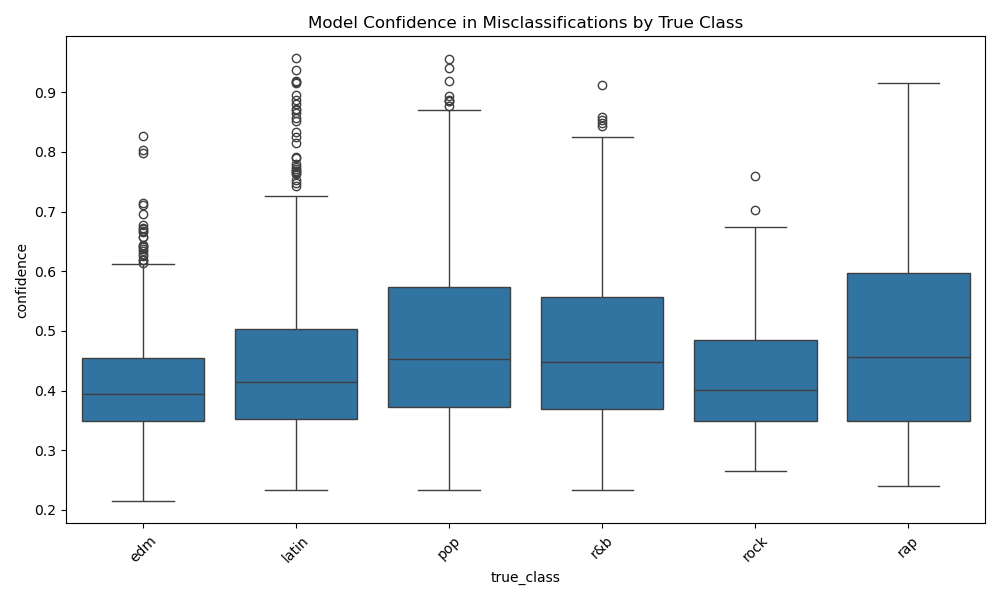 Model Confidence in Misclassifications by True Class
confidence
0.9
0.8
0.7
0.6
0.5
0.4
0.3
0.2
edm
latin
pop
r&b
rock
rap
true_class